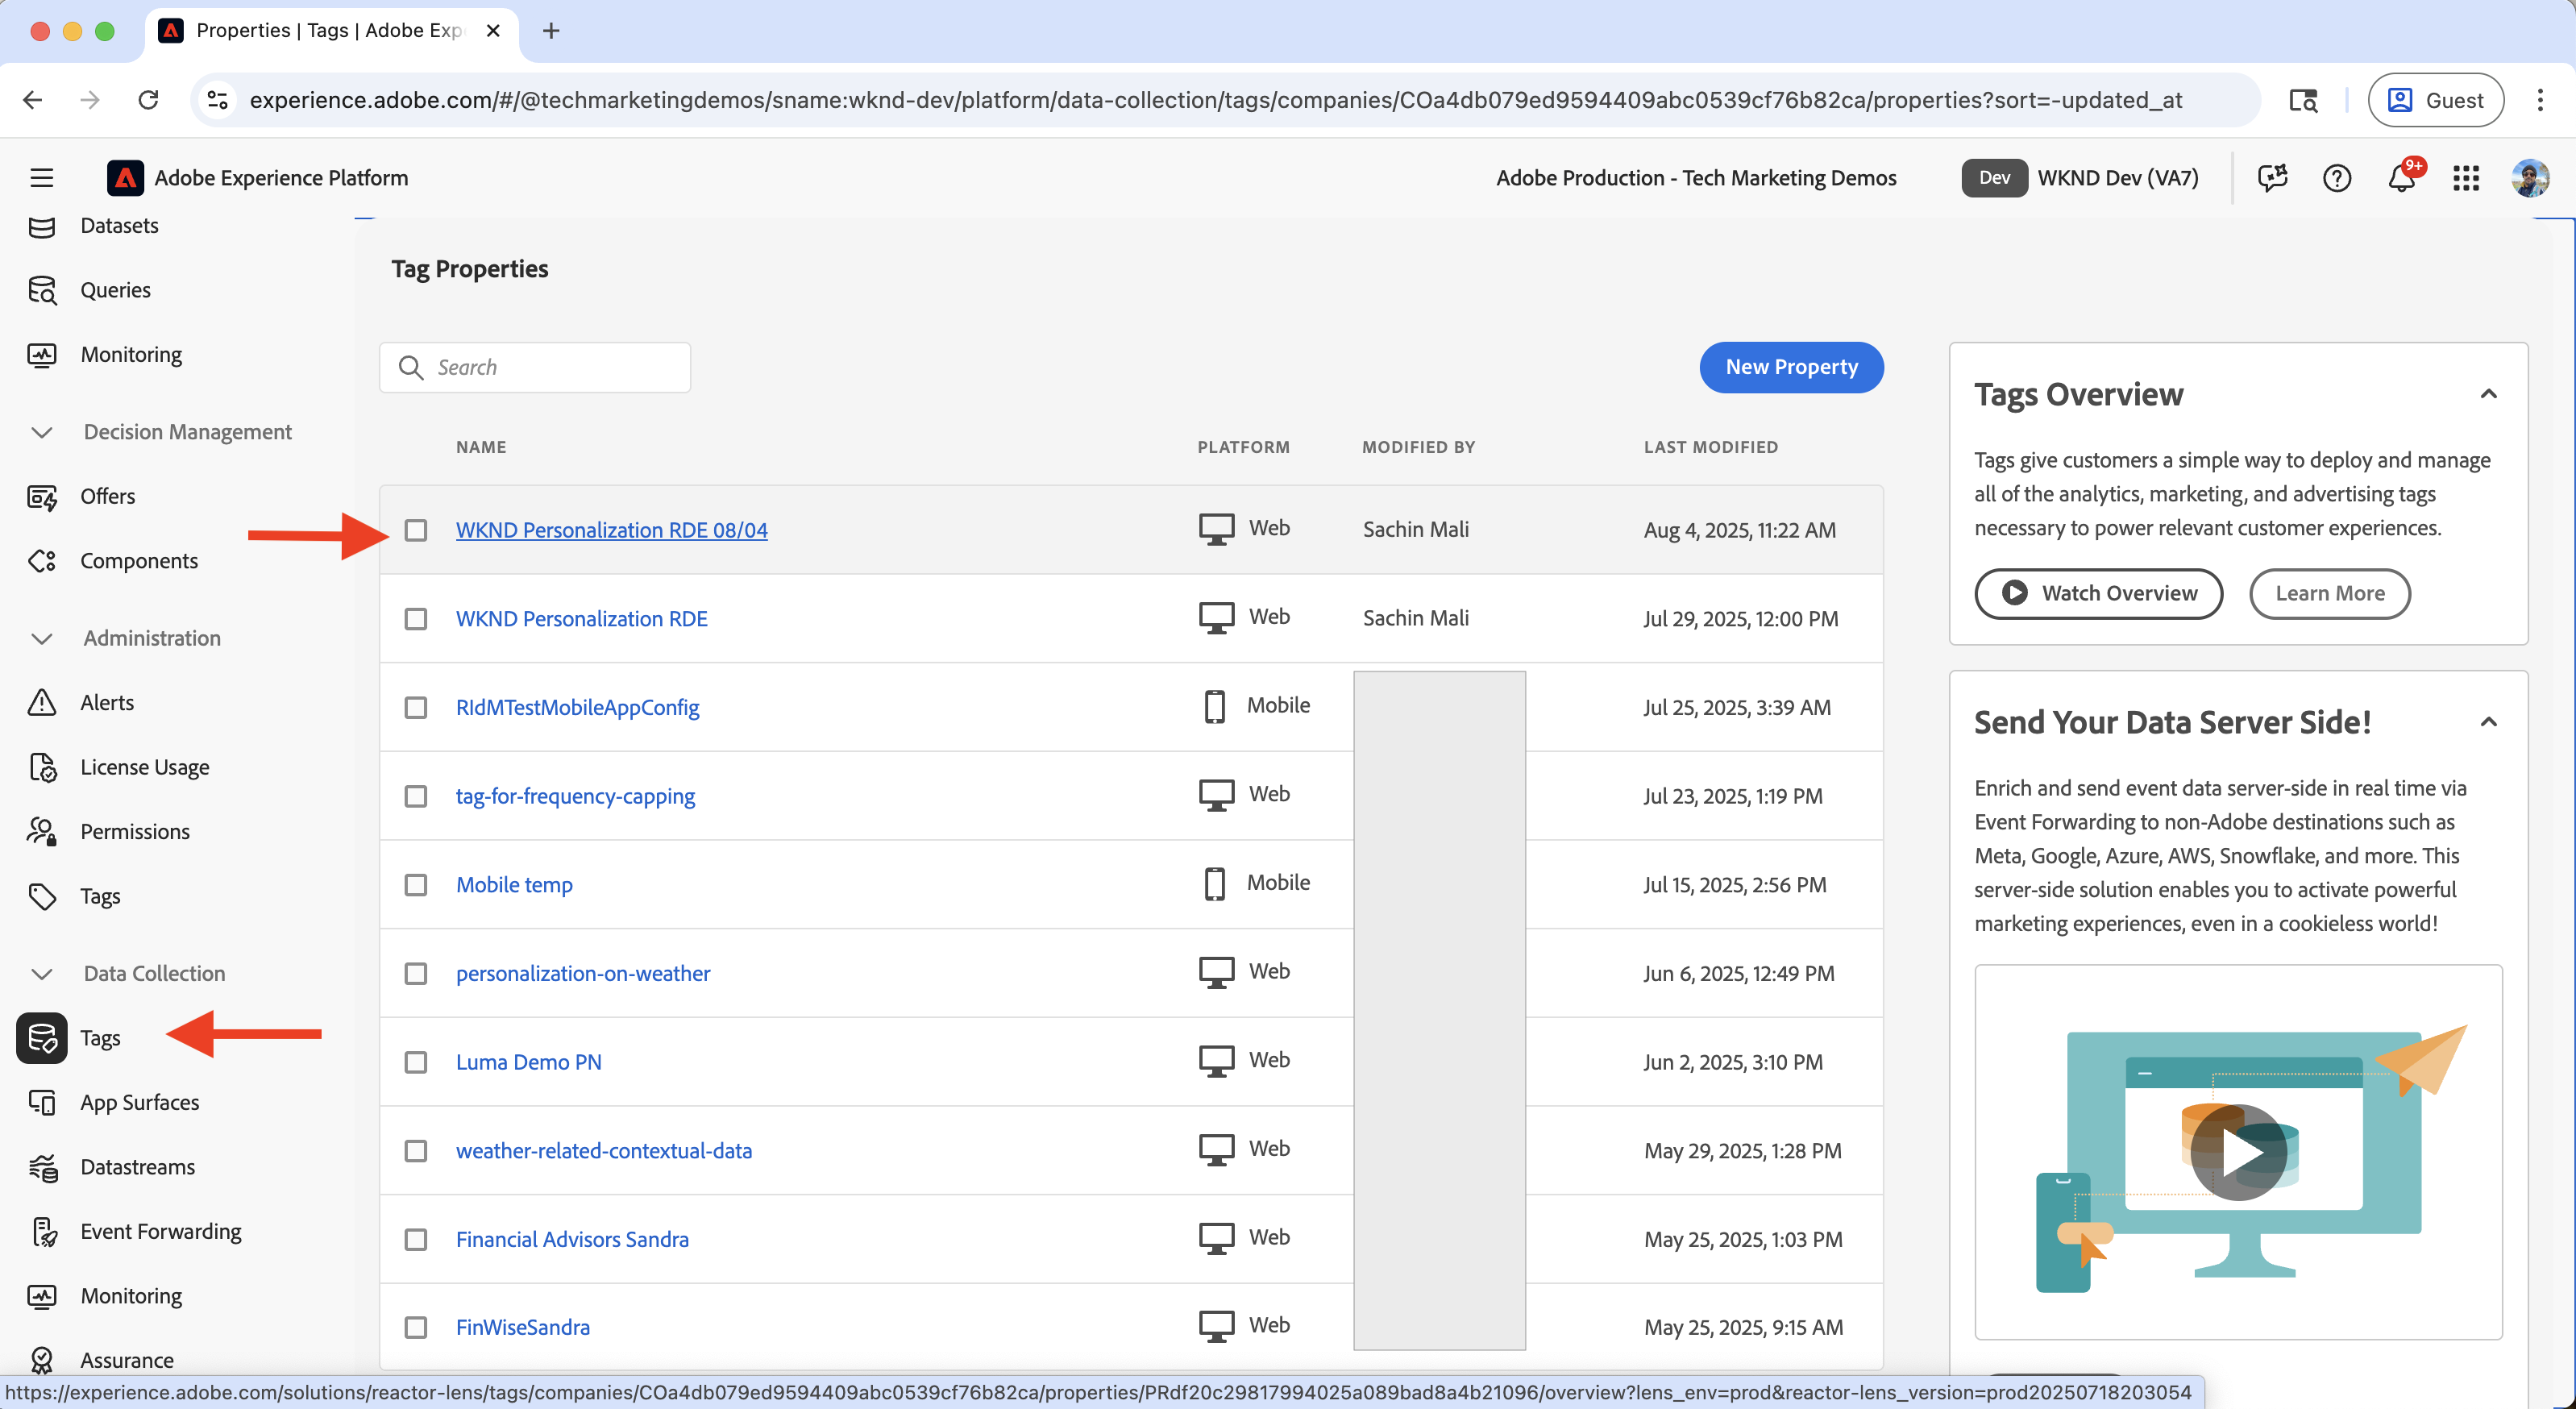 Properties | Tags | Adobe Exp
experience.adobe.com/#/@techmarketingdemos/sname:wknd-dev/platform/data-collection/tags/companies/COa4db079ed9594409abc0539cf76b82ca/properties?sort=-updated_at
Guest
Adobe Experience Platform
Adobe Production - Tech Marketing Demos
Dev
WKND Dev (VA7)
9+
Datasets
Queries
Monitoring
Decision Management
Offers
Components
Administration
Alerts
License Usage
Permissions
Tags
Data Collection
Tags
App Surfaces
Datastreams
Event Forwarding
Monitoring
Assurance
Tag Properties
Search
New Property
NAME PLATFORM MODIFIED BY LAST MODIFIED
WKND Personalization RDE 08/04 Web Sachin Mali Aug 4, 2025, 11:22 AM
WKND Personalization RDE Web Sachin Mali Jul 29, 2025, 12:00 PM
RIdMTestMobileAppConfig Mobile Jul 25, 2025, 3:39 AM
tag-for-frequency-capping Web Jul 23, 2025, 1:19 PM
Mobile temp Mobile Jul 15, 2025, 2:56 PM
personalization-on-weather Web Jun 6, 2025, 12:49 PM
Luma Demo PN Web Jun 2, 2025, 3:10 PM
weather-related-contextual-data Web May 29, 2025, 1:28 PM
Financial Advisors Sandra Web May 25, 2025, 1:03 PM
FinWiseSandra Web May 25, 2025, 9:15 AM
Tags Overview
Tags give customers a simple way to deploy and manage
all of the analytics, marketing, and advertising tags
necessary to power relevant customer experiences.
Watch Overview
Learn More
Send Your Data Server Side!
Enrich and send event data server-side in real time via
Event Forwarding to non-Adobe destinations such as
Meta, Google, Azure, AWS, Snowflake, and more. This
server-side solution enables you to activate powerful
marketing experiences, even in a cookieless world!
https://experience.adobe.com/solutions/reactor-lens/tags/companies/COa4db079ed9594409abc0539cf76b82ca/properties/PRdf20c29817994025a089bad8a4b21096/overview?lens_env=prod&reactor-lens_version=prod20250718203054